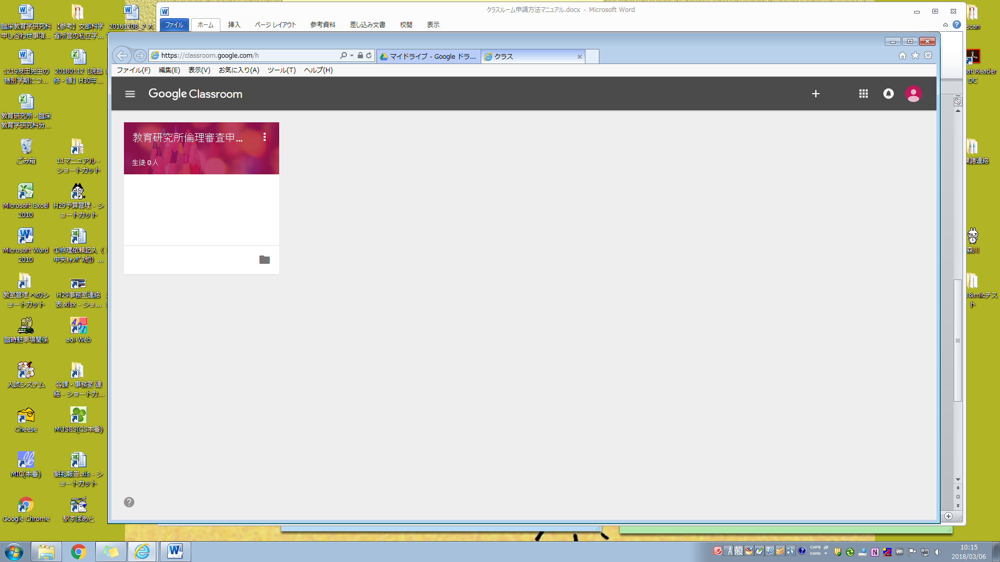 クラスルーム申請方法マニュアル.docx - Microsoft Word
ファイル ホーム 挿入 ページ レイアウト 参考資料 差し込み文書 校閲 表示
https://classroom.google.com/h
マイドライブ - Google ドラ...
クラス
ファイル(F) 編集(E) 表示(V) お気に入り(A) ツール(T) ヘルプ(H)
Google Classroom
教育研究所倫理審査申...
生徒 0 人
臨床教育学研究科
申し合わせ事項...
【参考】文部科学
省所管の私立学...
20161208_2 大
1219友田先生の
特別学期につ...
20180112［院臨
修・博］H30年...
教育研究所・臨床
教育学研究科分...
ごみ箱
11マニュアル -
ショートカット
Microsoft Excel
2010
H29予算管理 - シ
ョートカット
Microsoft Word
2010
①修理依頼記入（
中央ｷｬﾝﾊﾟｽ他）...
教室管理 へのシ
ョートカット
H29事務室連絡
表.xlsx - ショ...
臨時駐車場関係
aoi-Web
入試システム
各課・事務室 連
絡 - ショートカ...
Cheese
MUSES(CS本番)
MIC(本番)
朝礼報告.xls - シ
ョートカット
Google Chrome
駅すぱあと
scan
at Reader
DC
課諸連絡
森川
s&micテス
ト
A 般
CAPS
KANA
10:15
2018/03/06